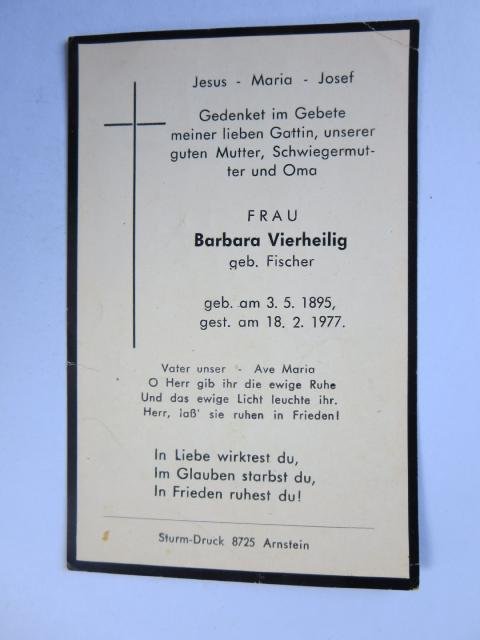 Jesus - Maria - Josef
Gedenket im Gebete
meiner lieben Gattin, unserer
guten Mutter, Schwiegermut-
ter und Oma
FRAU
Barbara Vierheilig
geb. Fischer
geb. am 3. 5. 1895,
gest. am 18. 2. 1977.
Vater unser - Ave Maria
O Herr gib ihr die ewige Ruhe
Und das ewige Licht leuchte ihr.
Herr, laß' sie ruhen in Frieden!
In Liebe wirktest du,
Im Glauben starbst du,
In Frieden ruhest du!
Sturm-Druck 8725 Arnstein